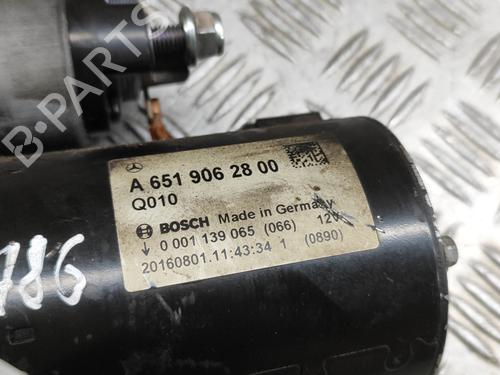 B-PARTS
A 651 906 28 00
Q010
BOSCH Made in Germany
0 001 139 065 (066) 12V
20160801.11:43:34 1 (0890)
186